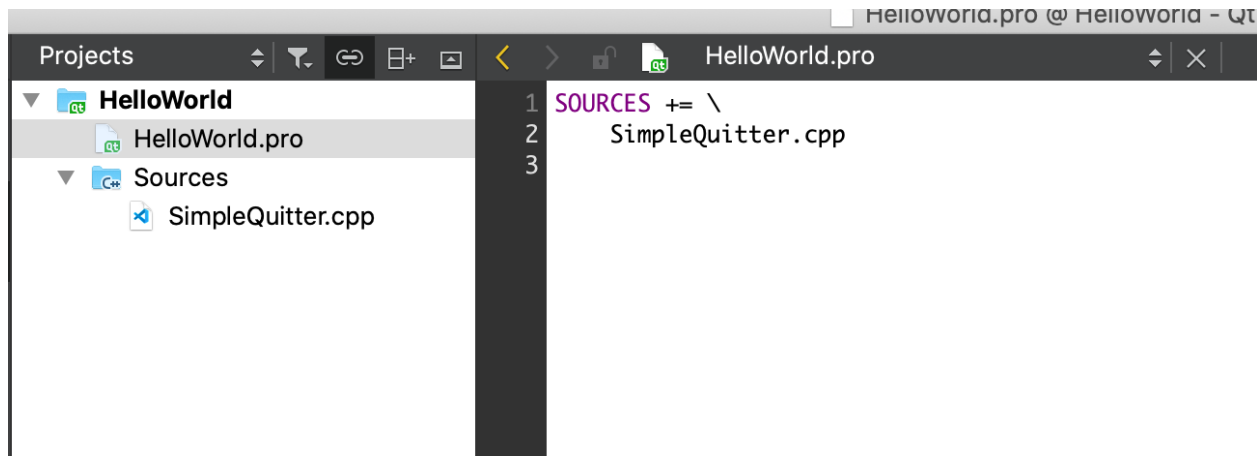 HelloWorld.pro @ HelloWorld - Qt
Projects
HelloWorld.pro
HelloWorld
HelloWorld.pro
Sources
SimpleQuitter.cpp
1 SOURCES += \
2 SimpleQuitter.cpp
3